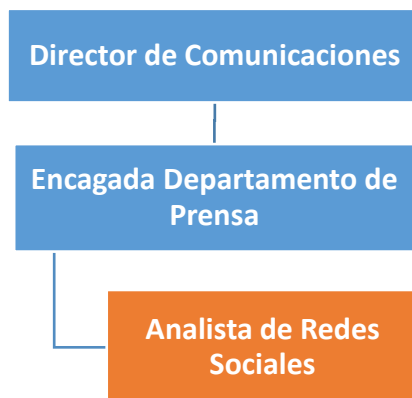 Director de Comunicaciones
Encagada Departamento de
Prensa
Analista de Redes
Sociales